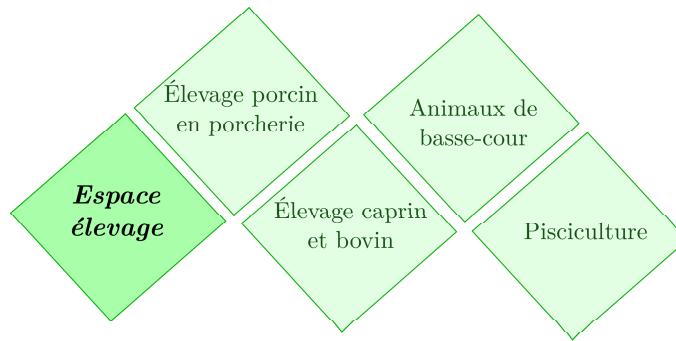 Espace
élevage
Élevage porcin
en porcherie
Élevage caprin
et bovin
Animaux de
basse-cour
Pisciculture